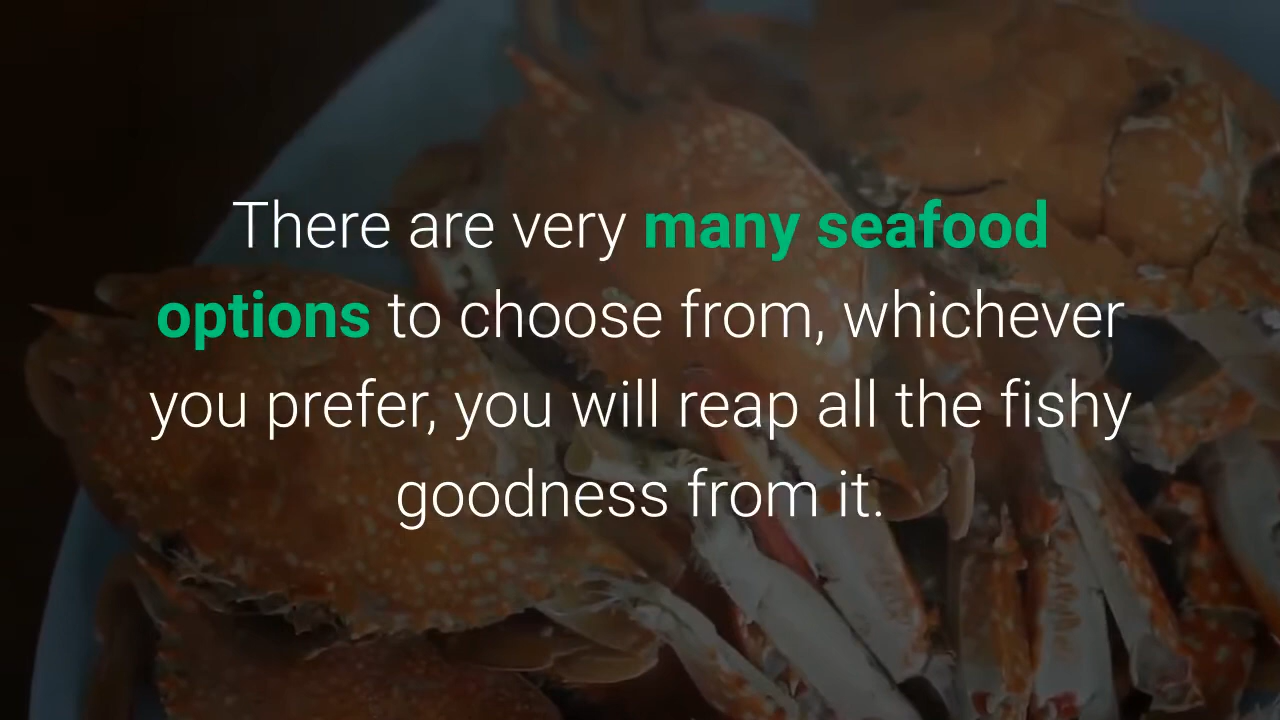 There are very many seafood
options to choose from, whichever
you prefer, you will reap all the fishy
goodness from it.